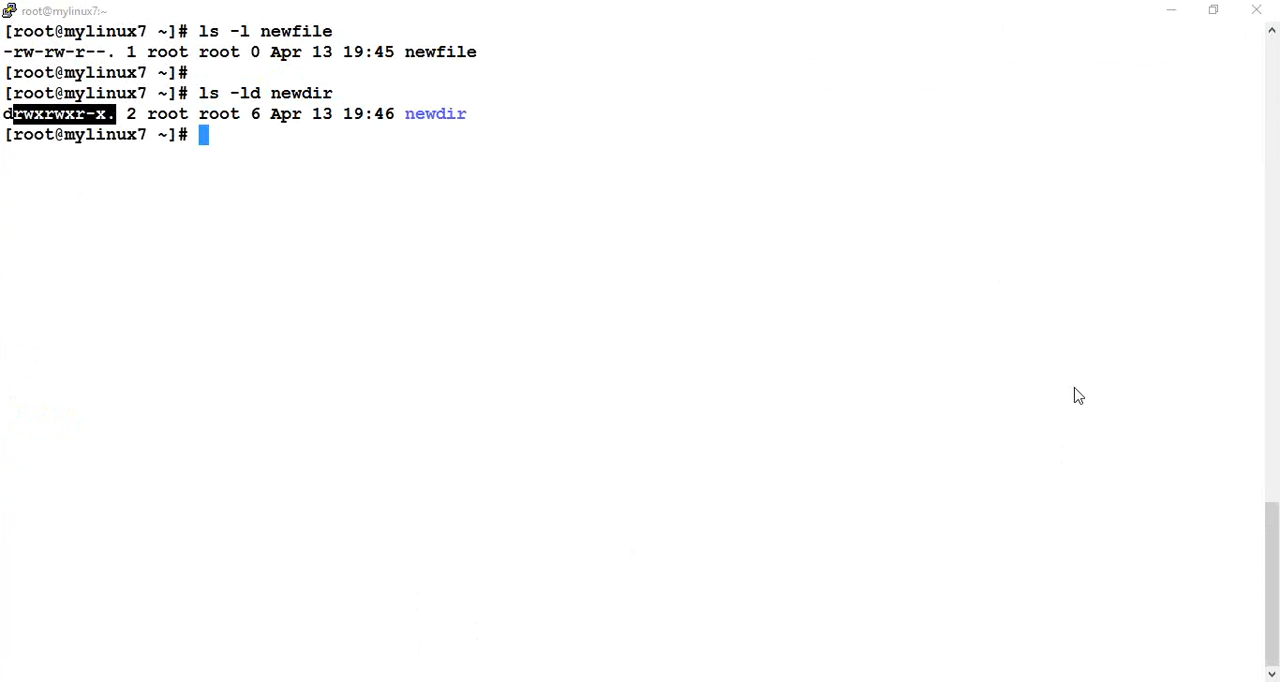 root@mylinux7:~
[root@mylinux7 ~]# ls -l newfile
-rw-rw-r--. 1 root root 0 Apr 13 19:45 newfile
[root@mylinux7 ~]#
[root@mylinux7 ~]# ls -ld newdir
drwxrwxr-x. 2 root root 6 Apr 13 19:46 newdir
[root@mylinux7 ~]#